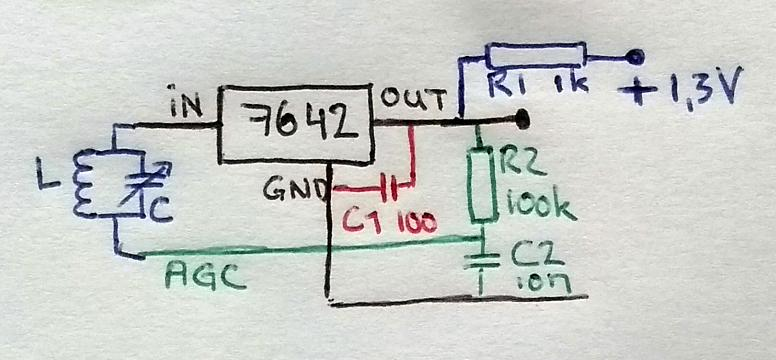 iN
7642
OUT
R1 1k
+ 1,3V
L
C
GND
C1 100
R2
100k
AGC
C2
10n